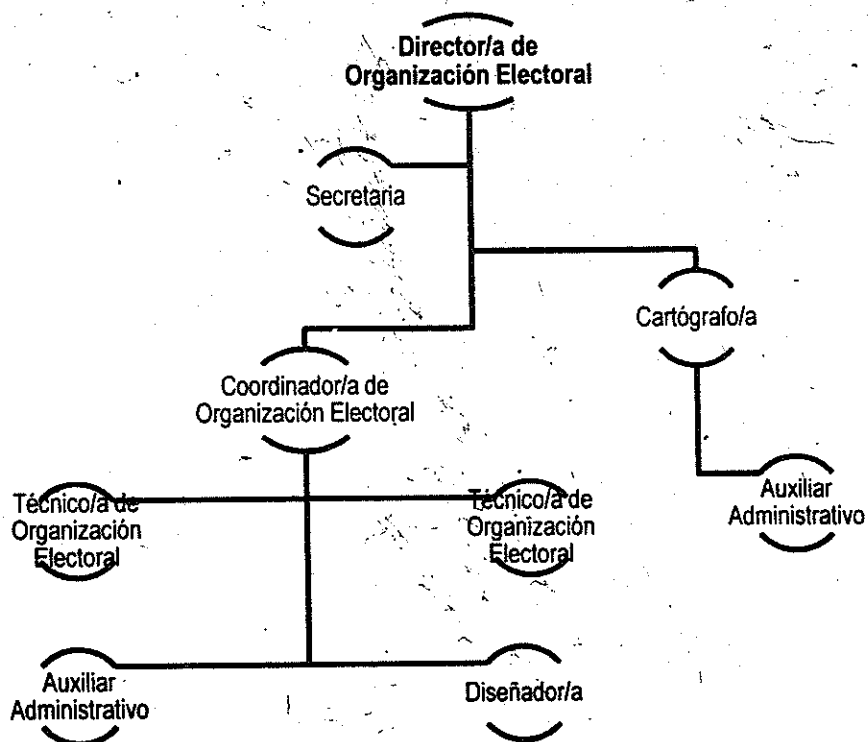 Director/a de
Organización Electoral
Secretaria
Cartógrafo/a
Coordinador/a de
Organización Electoral
Técnico/a de
Organización
Electoral
Técnico/a de
Organización
Electoral
Auxiliar
Administrativo
Auxiliar
Administrativo
Diseñador/a